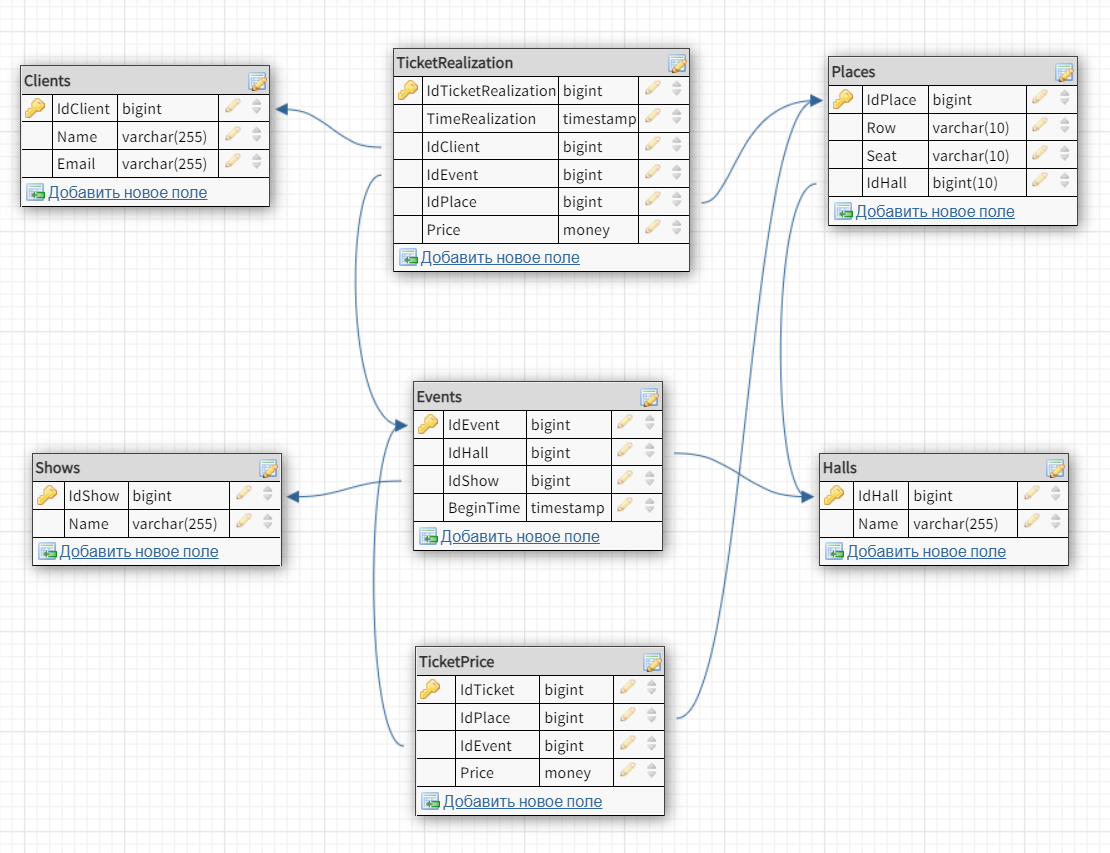 Clients
IdClient bigint
Name varchar(255)
Email varchar(255)
Добавить новое поле
TicketRealization
IdTicketRealization bigint
TimeRealization timestamp
IdClient bigint
IdEvent bigint
IdPlace bigint
Price money
Добавить новое поле
Places
IdPlace bigint
Row varchar(10)
Seat varchar(10)
IdHall bigint(10)
Добавить новое поле
Events
IdEvent bigint
IdHall bigint
IdShow bigint
BeginTime timestamp
Добавить новое поле
Shows
IdShow bigint
Name varchar(255)
Добавить новое поле
Halls
IdHall bigint
Name varchar(255)
Добавить новое поле
TicketPrice
IdTicket bigint
IdPlace bigint
IdEvent bigint
Price money
Добавить новое поле